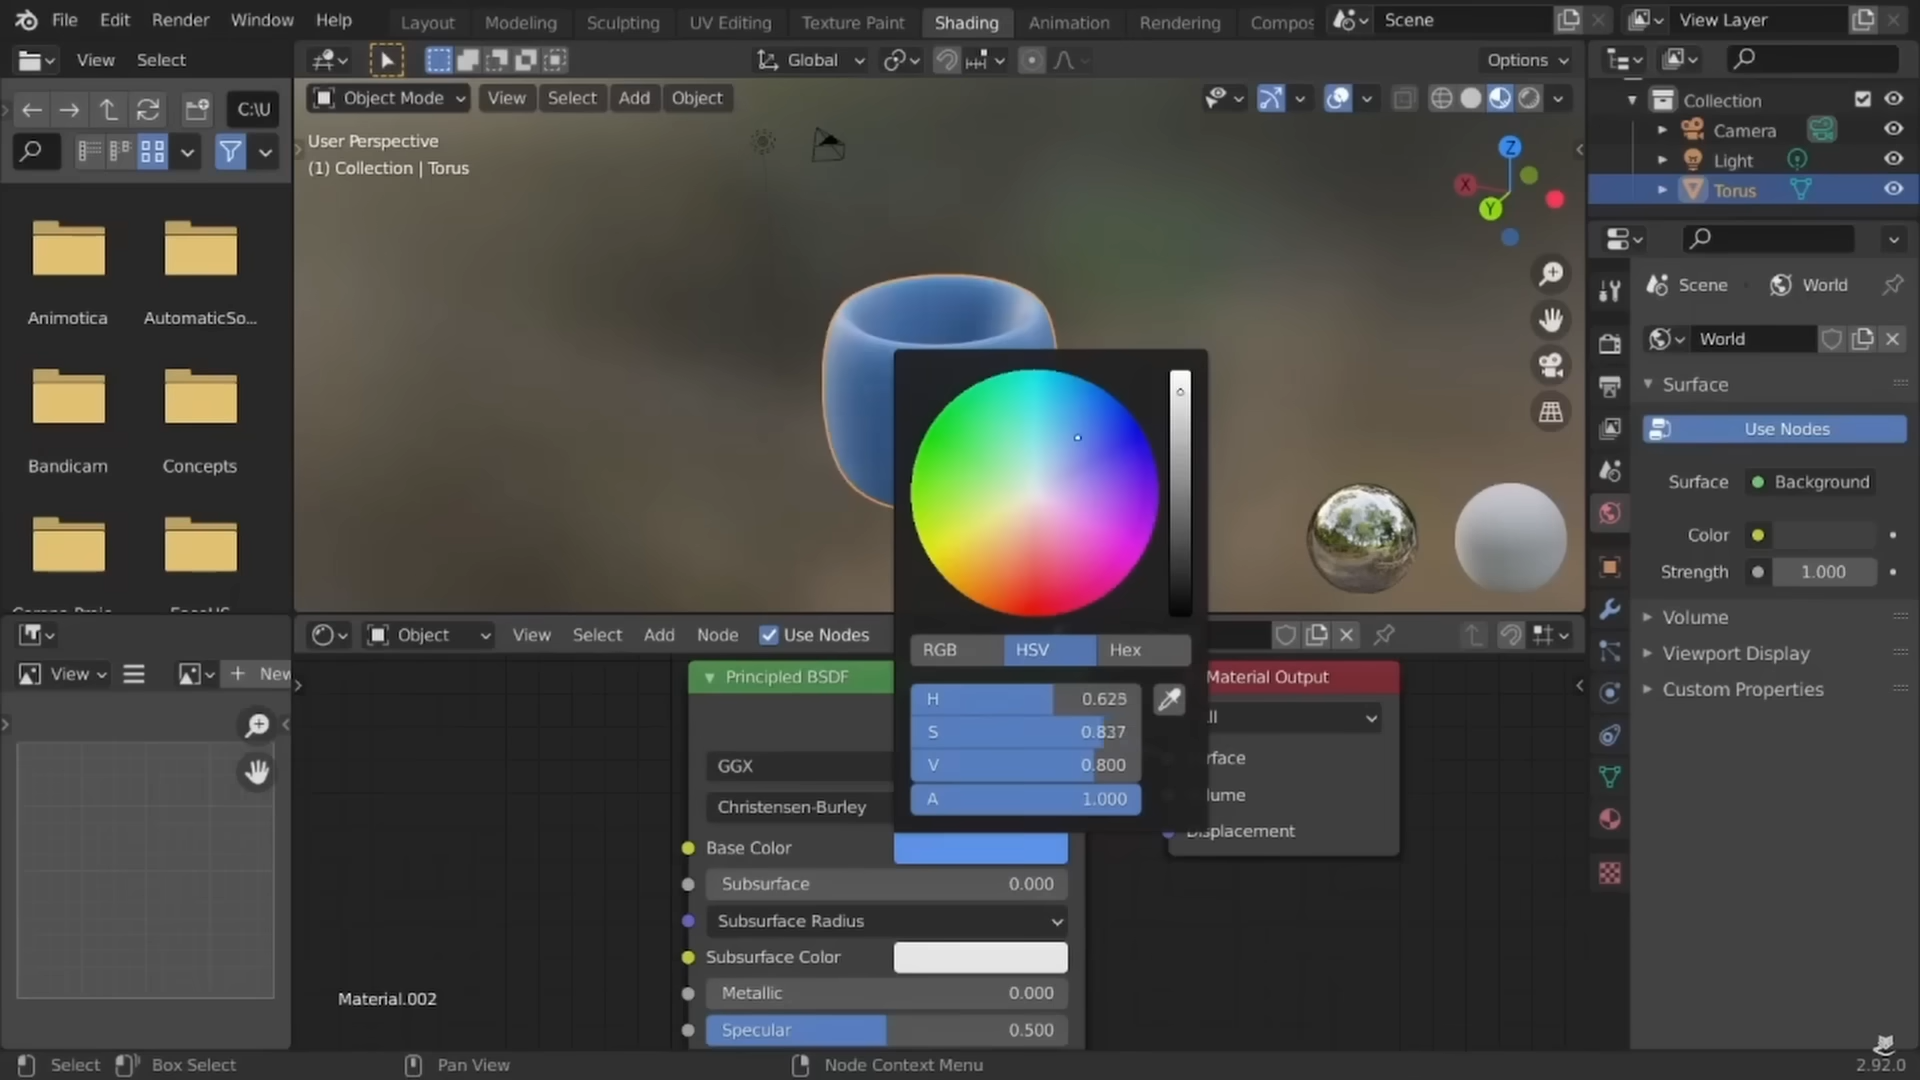 File Edit Render Window Help Layout Modeling Sculpting UV Editing Texture Paint Shading Animation Rendering Compos Scene View Layer
View Select Global Options
C:\U Object Mode View Select Add Object
User Perspective
(1) Collection | Torus
Collection
Camera
Light
Torus
Z
X
Y
Animotica AutomaticSo...
Bandicam Concepts
Scene World
World
Surface
Use Nodes
Surface Background
Color
Strength 1.000
Volume
Viewport Display
Custom Properties
Object View Select Add Node Use Nodes
View New
RGB HSV Hex
H 0.625
S 0.837
V 0.800
A 1.000
Principled BSDF
GGX
Christensen-Burley
Base Color
Subsurface 0.000
Subsurface Radius
Subsurface Color
Metallic 0.000
Specular 0.500
Material Output
ll
rface
lume
Displacement
Material.002
Select Box Select Pan View Node Context Menu 2.92.0